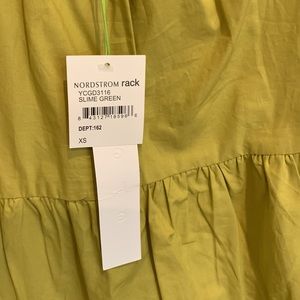 NORDSTROM rack
YCGD3116
SLIME GREEN
DEPT:162
XS